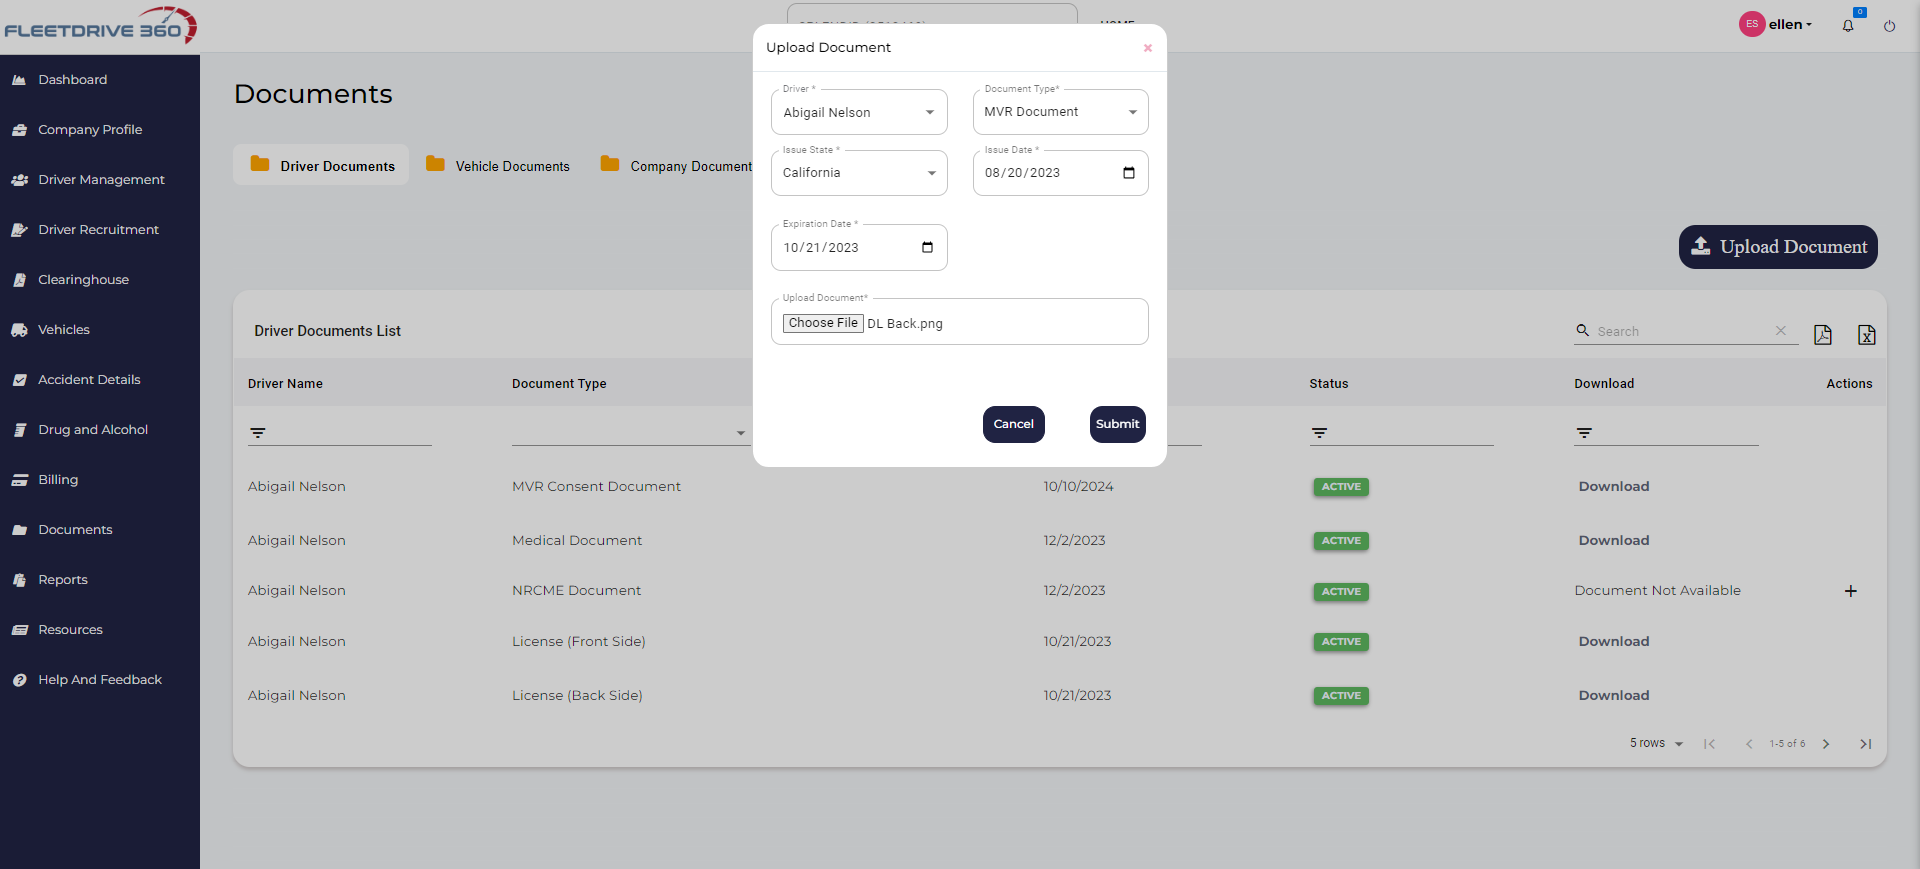 FLEETDRIVE 360
ES ellen
0
Dashboard
Company Profile
Driver Management
Driver Recruitment
Clearinghouse
Vehicles
Accident Details
Drug and Alcohol
Billing
Documents
Reports
Resources
Help And Feedback
Documents
Driver Documents
Vehicle Documents
Company Document
Upload Document
Upload Document
×
Driver *
Abigail Nelson
Document Type*
MVR Document
Issue State *
California
Issue Date *
08/20/2023
Expiration Date *
10/21/2023
Upload Document*
Choose File DL Back.png
Cancel
Submit
Driver Documents List
Search
Driver Name Document Type Status Download Actions
Abigail Nelson MVR Consent Document 10/10/2024 ACTIVE Download
Abigail Nelson Medical Document 12/2/2023 ACTIVE Download
Abigail Nelson NRCME Document 12/2/2023 ACTIVE Document Not Available +
Abigail Nelson License (Front Side) 10/21/2023 ACTIVE Download
Abigail Nelson License (Back Side) 10/21/2023 ACTIVE Download
5 rows 1-5 of 6